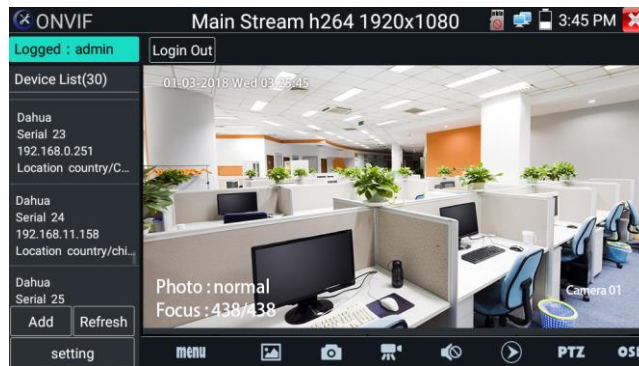 ONVIF
Main Stream h264 1920x1080
3:45 PM
Logged : admin
Login Out
Device List(30)
01-03-2018 Wed 03:25:45
Dahua
Serial 23
192.168.0.251
Location country/C...
Dahua
Serial 24
192.168.11.158
Location country/chi...
Dahua
Serial 25
Photo : normal
Focus : 438/438
Camera 01
Add
Refresh
setting
menu
PTZ
OSD